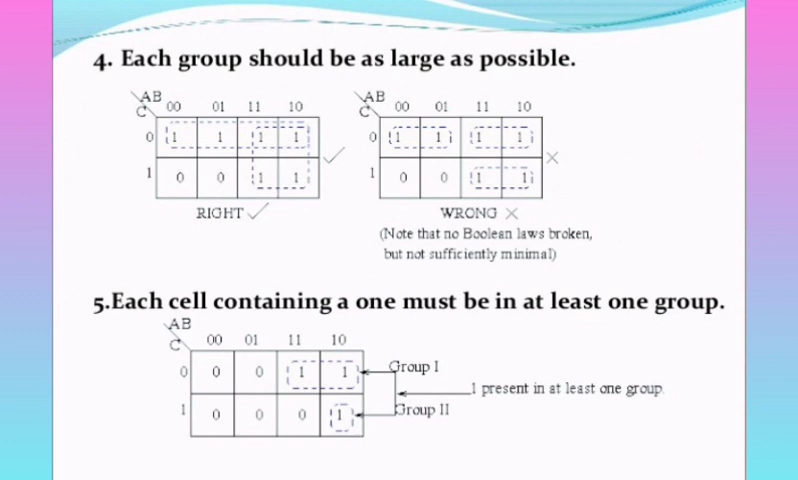 4. Each group should be as large as possible.
AB
C
00 01 11 10
0 1 1 1 1
1 0 0 1 1
RIGHT ✓
AB
C
00 01 11 10
0 1 1 1 1
1 0 0 1 1
WRONG ×
(Note that no Boolean laws broken,
but not sufficiently minimal)
5.Each cell containing a one must be in at least one group.
AB
C
00 01 11 10
0 0 0 1 1
Group I
1 present in at least one group.
1 0 0 0 1
Group II